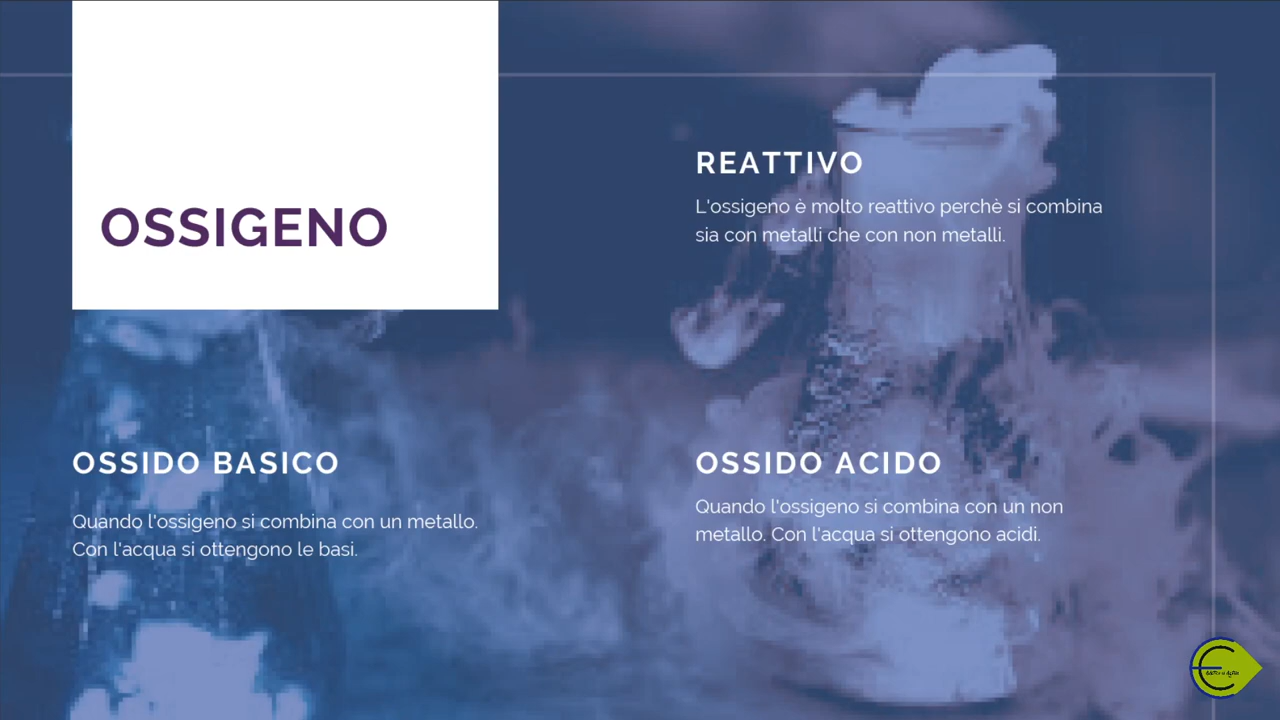 OSSIGENO
REATTIVO
L'ossigeno è molto reattivo perchè si combina
sia con metalli che con non metalli.
OSSIDO BASICO
Quando l'ossigeno si combina con un metallo.
Con l'acqua si ottengono le basi.
OSSIDO ACIDO
Quando l'ossigeno si combina con un non
metallo. Con l'acqua si ottengono acidi.